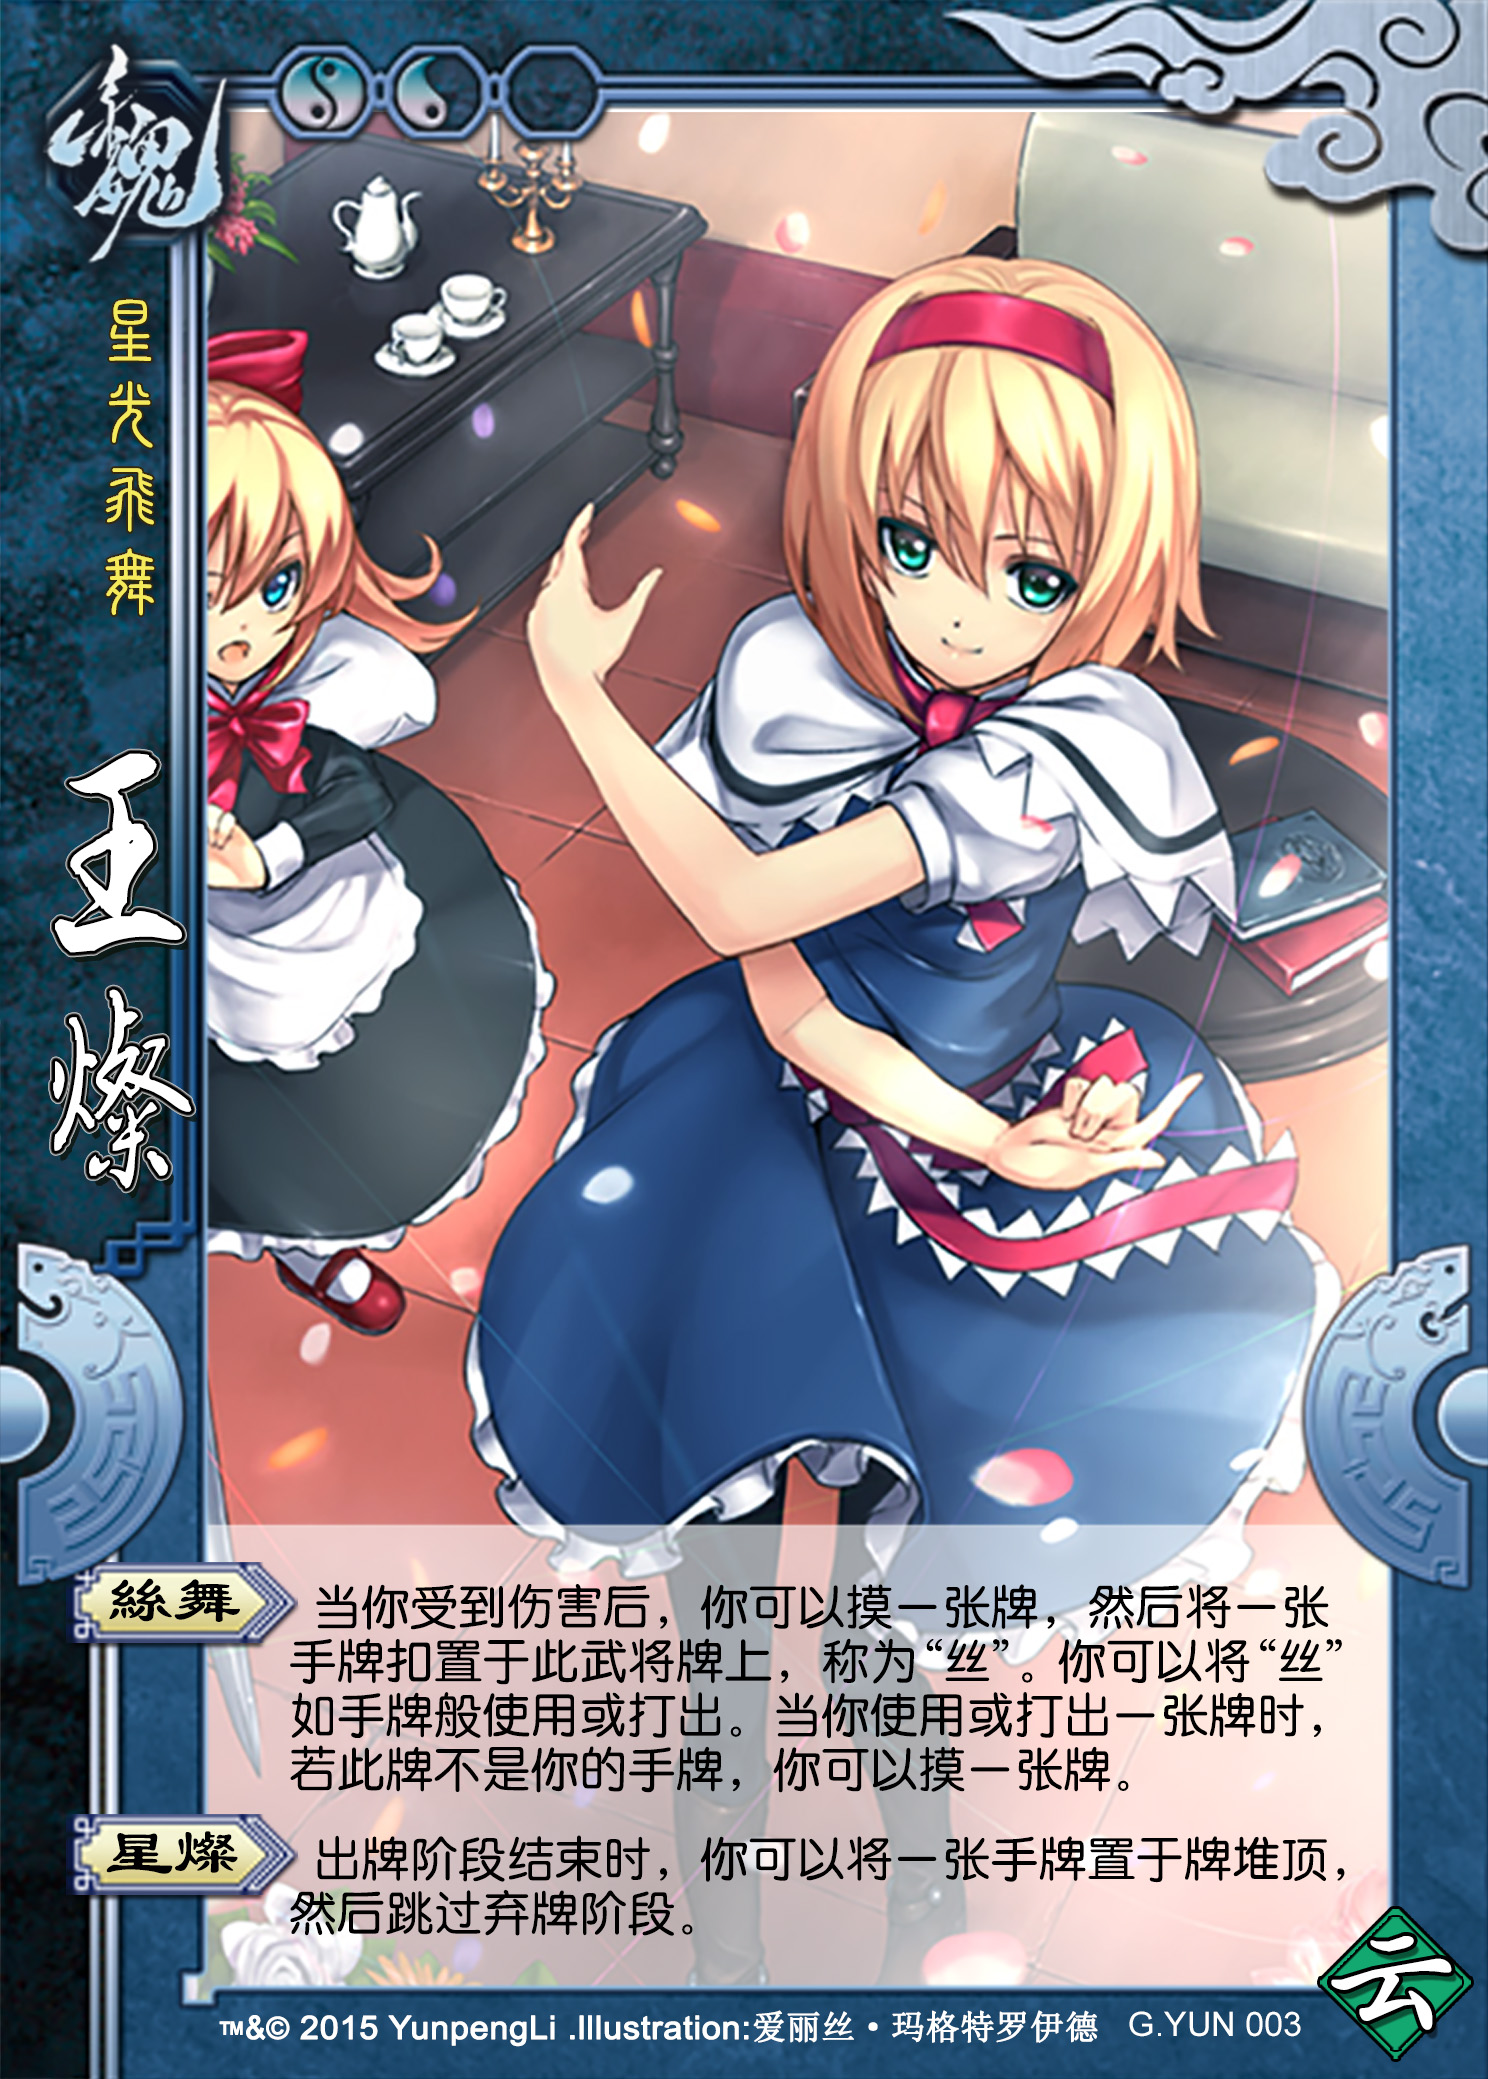 魏
星光飛舞
王燦
絲舞
当你受到伤害后，你可以摸一张牌，然后将一张
手牌扣置于此武将牌上，称为“丝”。你可以将“丝”
如手牌般使用或打出。当你使用或打出一张牌时，
若此牌不是你的手牌，你可以摸一张牌。
星燦
出牌阶段结束时，你可以将一张手牌置于牌堆顶，
然后跳过弃牌阶段。
™&© 2015 YunpengLi .Illustration:爱丽丝·玛格特罗伊德 G.YUN 003
云